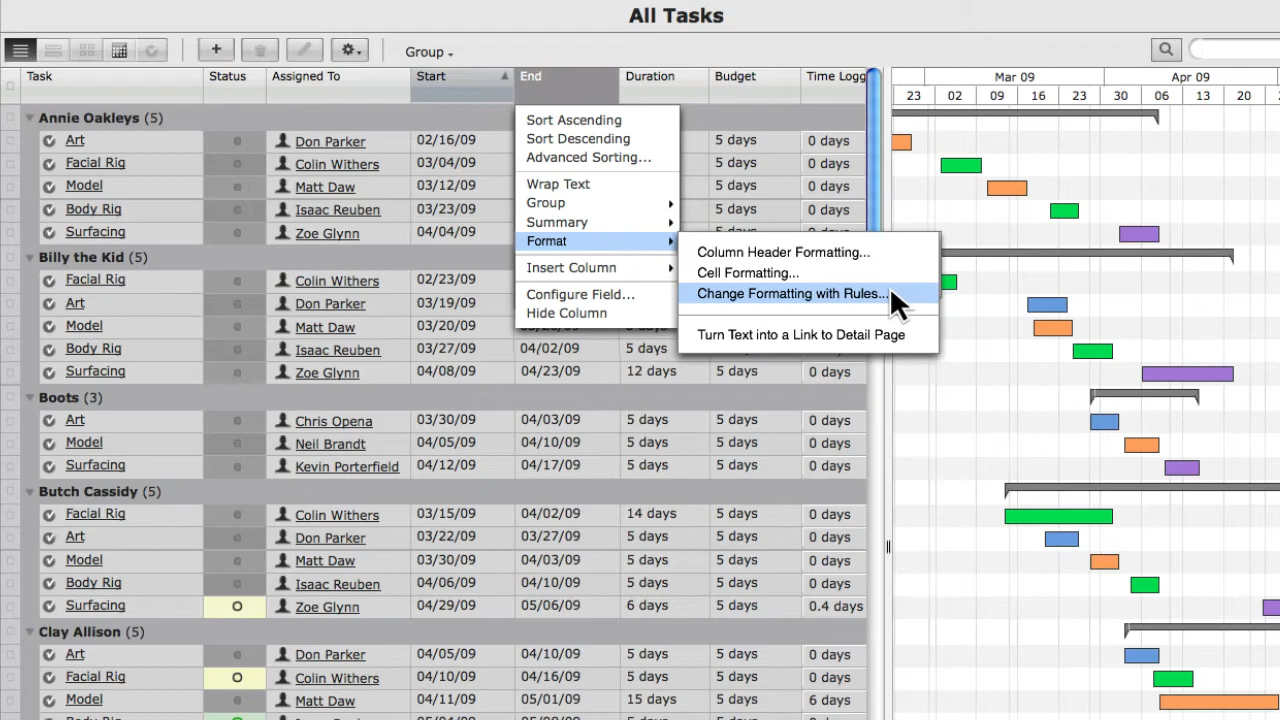 All Tasks
Group
Task Status Assigned To Start End Duration Budget Time Logg
Mar 09 Apr 09
23 02 09 16 23 30 06 13 20
Annie Oakleys (5)
Art Don Parker 02/16/09 5 days 0 days
Facial Rig Colin Withers 03/04/09 5 days 0 days
Model Matt Daw 03/12/09 5 days 0 days
Body Rig Isaac Reuben 03/23/09 5 days 0 days
Surfacing Zoe Glynn 04/04/09
Sort Ascending
Sort Descending
Advanced Sorting...
Wrap Text
Group
Summary
Format
Insert Column
Configure Field...
Hide Column
Column Header Formatting...
Cell Formatting...
Change Formatting with Rules...
Turn Text into a Link to Detail Page
Billy the Kid (5)
Facial Rig Colin Withers 02/23/09
Art Don Parker 03/19/09
Model Matt Daw 03/20/09
Body Rig Isaac Reuben 03/27/09 04/02/09 5 days 5 days 0 days
Surfacing Zoe Glynn 04/08/09 04/23/09 12 days 5 days 0 days
Boots (3)
Art Chris Opena 03/30/09 04/03/09 5 days 5 days 0 days
Model Neil Brandt 04/05/09 04/10/09 5 days 5 days 0 days
Surfacing Kevin Porterfield 04/12/09 04/17/09 5 days 5 days 0 days
Butch Cassidy (5)
Facial Rig Colin Withers 03/15/09 04/02/09 14 days 5 days 0 days
Art Don Parker 03/22/09 03/27/09 5 days 5 days 0 days
Model Matt Daw 03/30/09 04/03/09 5 days 5 days 0 days
Body Rig Isaac Reuben 04/06/09 04/10/09 5 days 5 days 0 days
Surfacing Zoe Glynn 04/29/09 05/06/09 6 days 5 days 0.4 days
Clay Allison (5)
Art Don Parker 04/05/09 04/10/09 5 days 5 days 0 days
Facial Rig Colin Withers 04/10/09 04/16/09 5 days 5 days 0 days
Model Matt Daw 04/11/09 05/01/09 15 days 5 days 6 days